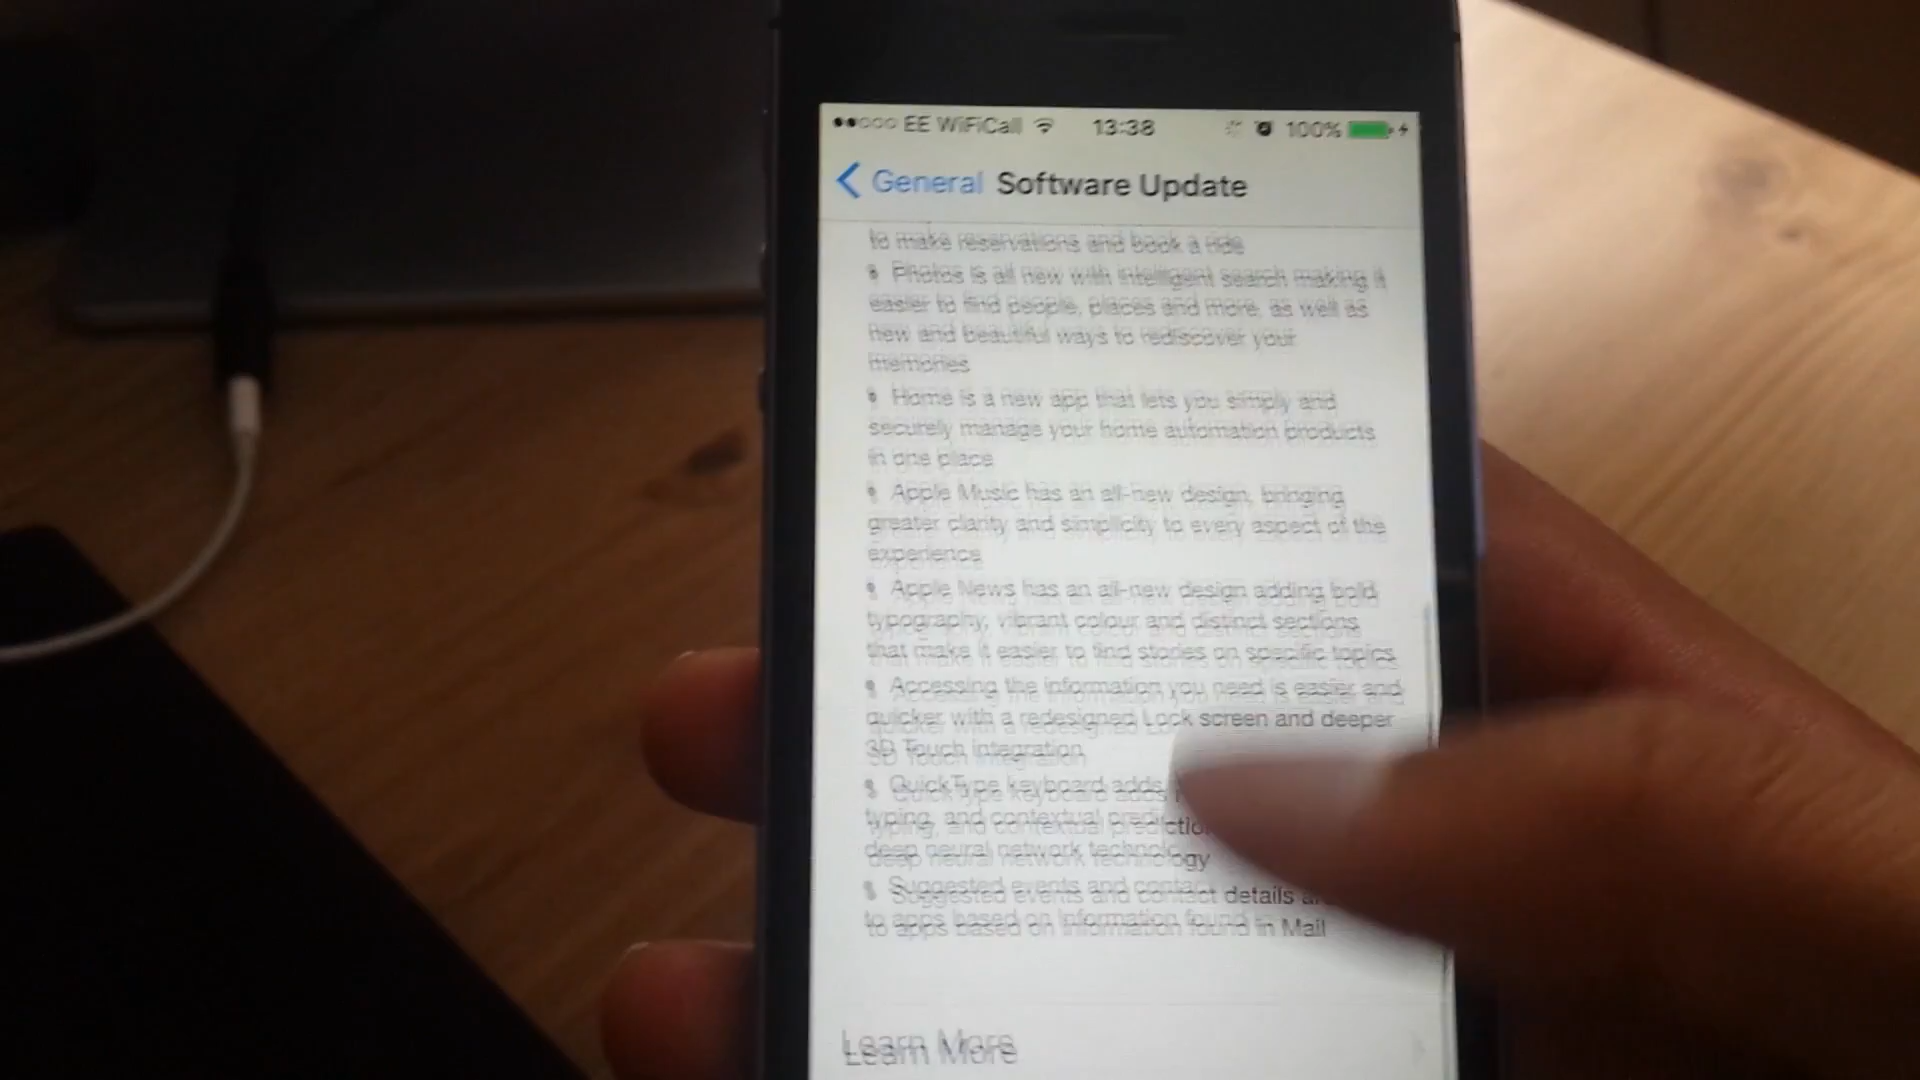 EE WiFiCall 13:38 100%
General Software Update
to make reservations and book a ride
• Photos is all new with intelligent search making it
easier to find people, places and more, as well as
new and beautiful ways to rediscover your
memories
• Home is a new app that lets you simply and
securely manage your home automation products
in one place
• Apple Music has an all-new design, bringing
greater clarity and simplicity to every aspect of the
experience
• Apple News has an all-new design adding bold
typography, vibrant colour and distinct sections
that make it easier to find stories on specific topics
• Accessing the information you need is easier and
quicker with a redesigned Lock screen and deeper
3D Touch integration
• QuickType keyboard adds
typing, and contextual
deep neural network technology
• Suggested events and contact details
to apps based on information found in Mail
Learn More